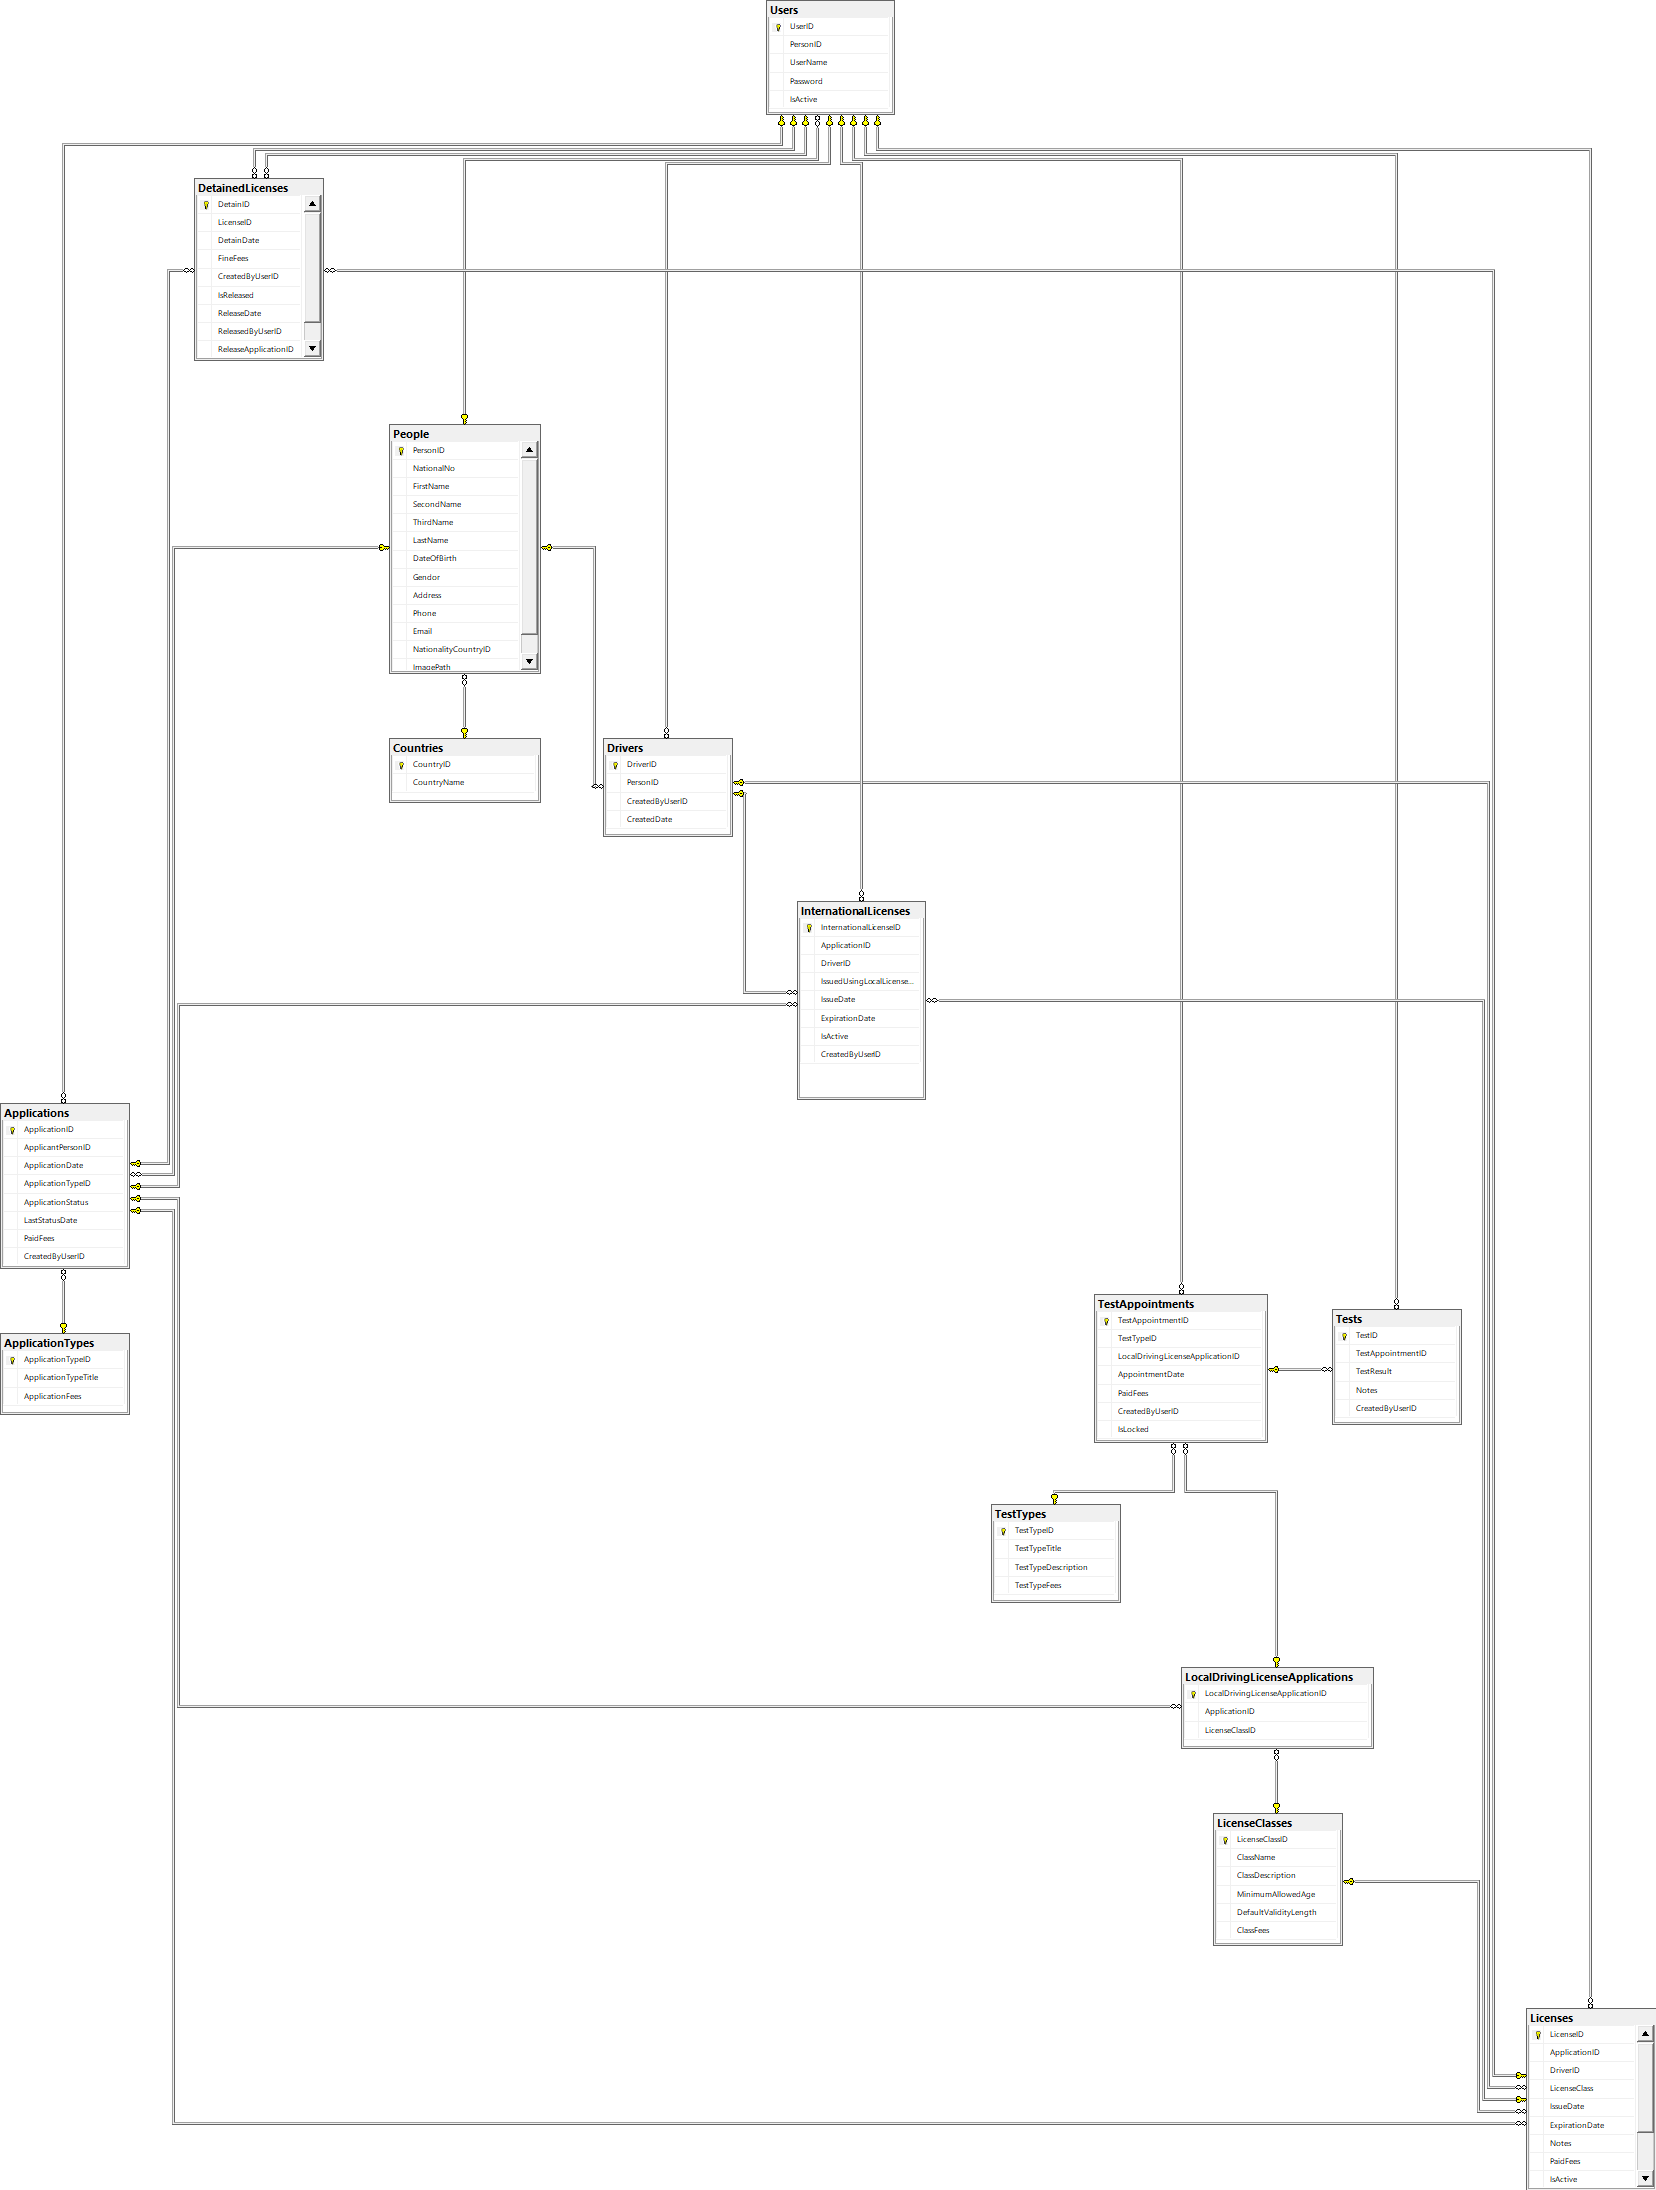 Users
UserID
PersonID
UserName
Password
IsActive
DetainedLicenses
DetainID
LicenseID
DetainDate
FineFees
CreatedByUserID
IsReleased
ReleaseDate
ReleasedByUserID
ReleaseApplicationID
People
PersonID
NationalNo
FirstName
SecondName
ThirdName
LastName
DateOfBirth
Gendor
Address
Phone
Email
NationalityCountryID
ImagePath
Countries
CountryID
CountryName
Drivers
DriverID
PersonID
CreatedByUserID
CreatedDate
InternationalLicenses
InternationalLicenseID
ApplicationID
DriverID
IssuedUsingLocalLicense...
IssueDate
ExpirationDate
IsActive
CreatedByUserID
Applications
ApplicationID
ApplicantPersonID
ApplicationDate
ApplicationTypeID
ApplicationStatus
LastStatusDate
PaidFees
CreatedByUserID
ApplicationTypes
ApplicationTypeID
ApplicationTypeTitle
ApplicationFees
TestAppointments
TestAppointmentID
TestTypeID
LocalDrivingLicenseApplicationID
AppointmentDate
PaidFees
CreatedByUserID
IsLocked
Tests
TestID
TestAppointmentID
TestResult
Notes
CreatedByUserID
TestTypes
TestTypeID
TestTypeTitle
TestTypeDescription
TestTypeFees
LocalDrivingLicenseApplications
LocalDrivingLicenseApplicationID
ApplicationID
LicenseClassID
LicenseClasses
LicenseClassID
ClassName
ClassDescription
MinimumAllowedAge
DefaultValidityLength
ClassFees
Licenses
LicenseID
ApplicationID
DriverID
LicenseClass
IssueDate
ExpirationDate
Notes
PaidFees
IsActive